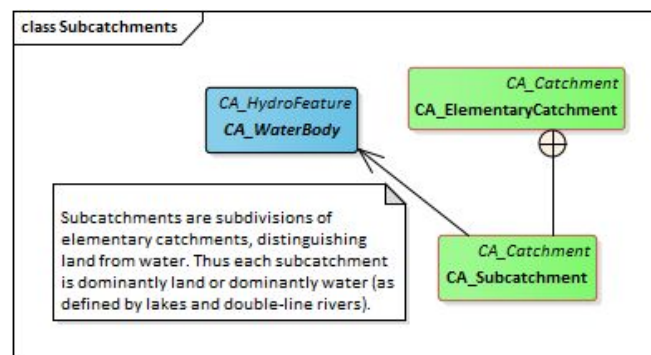 class Subcatchments
CA_HydroFeature
CA_WaterBody
CA_Catchment
CA_ElementaryCatchment
Subcatchments are subdivisions of
elementary catchments, distinguishing
land from water. Thus each subcatchment
is dominantly land or dominantly water (as
defined by lakes and double-line rivers).
CA_Catchment
CA_Subcatchment